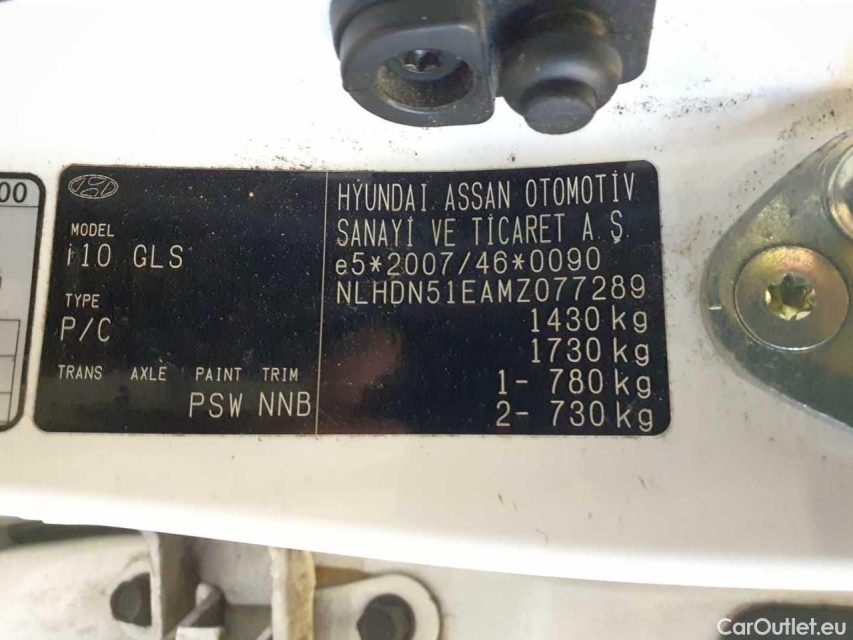 00
MODEL
i10 GLS
TYPE
P/C
TRANS AXLE PAINT TRIM
PSW NNB
HYUNDAI ASSAN OTOMOTİV
SANAYİ VE TİCARET A.Ş.
e5*2007/46*0090
NLHDN51EAMZ077289
1430 kg
1730 kg
1- 780 kg
2- 730 kg
CarOutlet.eu